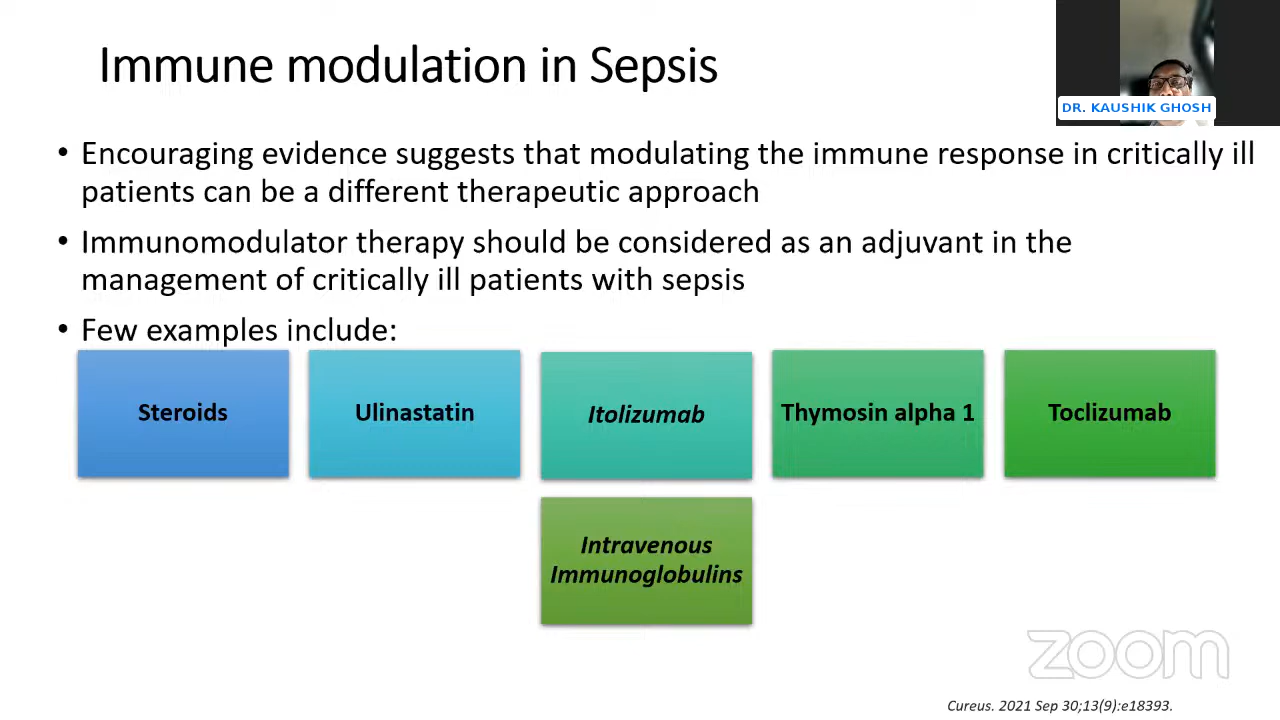 Immune modulation in Sepsis
DR. KAUSHIK GHOSH
• Encouraging evidence suggests that modulating the immune response in critically ill
patients can be a different therapeutic approach
• Immunomodulator therapy should be considered as an adjuvant in the
management of critically ill patients with sepsis
• Few examples include:
Steroids
Ulinastatin
Itolizumab
Thymosin alpha 1
Toclizumab
Intravenous
Immunoglobulins
zoom
Cureus. 2021 Sep 30;13(9):e18393.